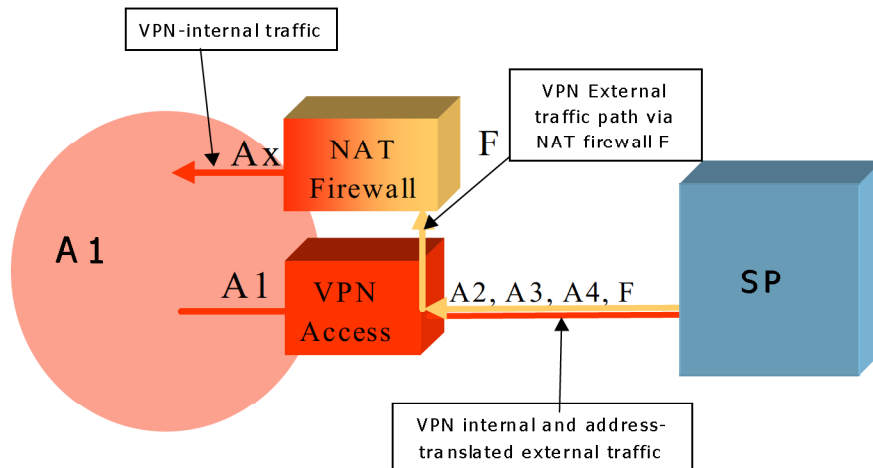 VPN-internal traffic
VPN External
traffic path via
NAT firewall F
Ax
NAT
Firewall
F
A1
A1
VPN
Access
A2, A3, A4, F
SP
VPN internal and address-
translated external traffic